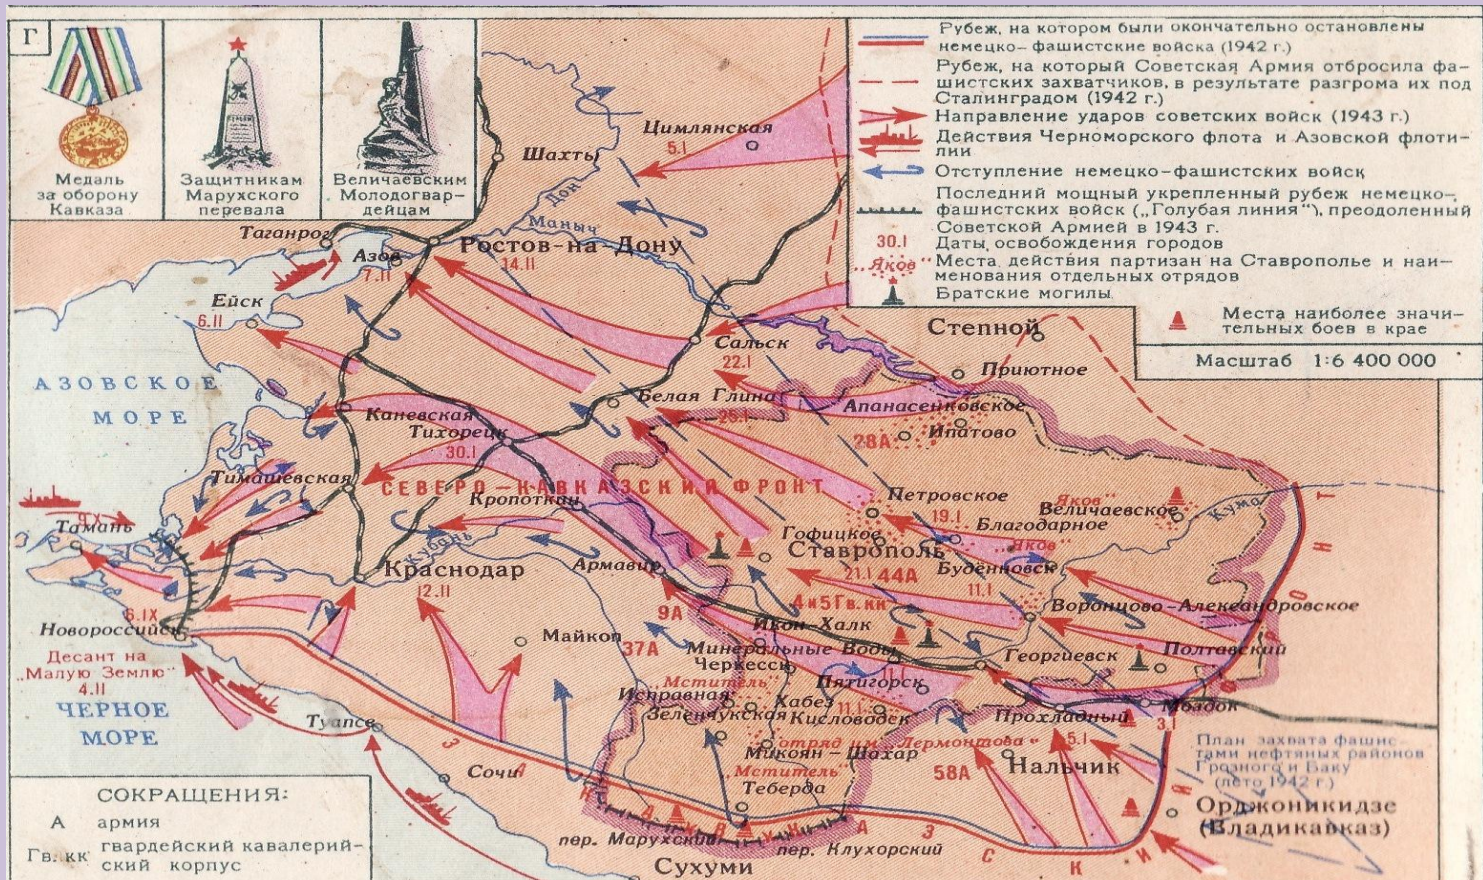 Г
Медаль
за оборону
Кавказа
Защитникам
Марухского
перевала
Величаевским
Молодогвар-
дейцам
Рубеж, на котором были окончательно остановлены
немецко-фашистские войска (1942 г.)
Рубеж, на который Советская Армия отбросила фа-
шистских захватчиков, в результате разгрома их под
Сталинградом (1942 г.)
Направление ударов советских войск (1943 г.)
Действия Черноморского флота и Азовской флоти-
лии
Отступление немецко-фашистских войск
Последний мощный укрепленный рубеж немецко-
фашистских войск („Голубая линия"), преодоленный
Советской Армией в 1943 г.
30.I Даты освобождения городов
„Яков" Места действия партизан на Ставрополье и наи-
менования отдельных отрядов
Братские могилы
Места наиболее значи-
тельных боев в крае
Масштаб 1:6 400 000
Цимлянская
5.I
Шахты
Дон
Маныч
Таганрог
Ростов-на-Дону
14.II
Азов
7.II
Ейск
6.II
Степной
Сальск
22.I
Приютное
АЗОВСКОЕ
МОРЕ
Белая Глина
25.I
Каневская
Апанасенковское
Тихорецк
30.I
28А
Ипатово
Тимашевская
СЕВЕРО-КАВКАЗСКИЙ ФРОНТ
Кропоткин
Петровское
19.I
„Яков"
Величаевское
Кума
Благодарное
9.X
Тамань
Гофицкое
Ставрополь
21.I
44А
„Яков"
Будённовск
11.I
Кубань
Краснодар
12.II
Армавир
9А
4 и 5 Гв. кк
Воронцово-Александровское
6.IX
Новороссийск
Майкоп
37А
Икон-Халк
Минеральные Воды
Черкесск
Георгиевск
Полтавский
Десант на
„Малую Землю"
4.II
„Мститель"
Пятигорск
11.I
Исправная
Хабез
Зеленчукская
Кисловодск
Прохладный
Моздок
3.I
ЧЕРНОЕ
МОРЕ
Туапсе
отряд им. Лермонтова"
5.I
Микоян-Шахар
Нальчик
План захвата фашис-
тами нефтяных районов
Грозного и Баку
(лето 1942 г.)
Сочи
„Мститель"
Теберда
58А
Орджоникидзе
(Владикавказ)
ЗАКАВКАЗСКИЙ ФРОНТ
пер. Марухский
пер. Клухорский
Сухуми
СОКРАЩЕНИЯ:
А армия
Гв. кк гвардейский кавалерий-
ский корпус